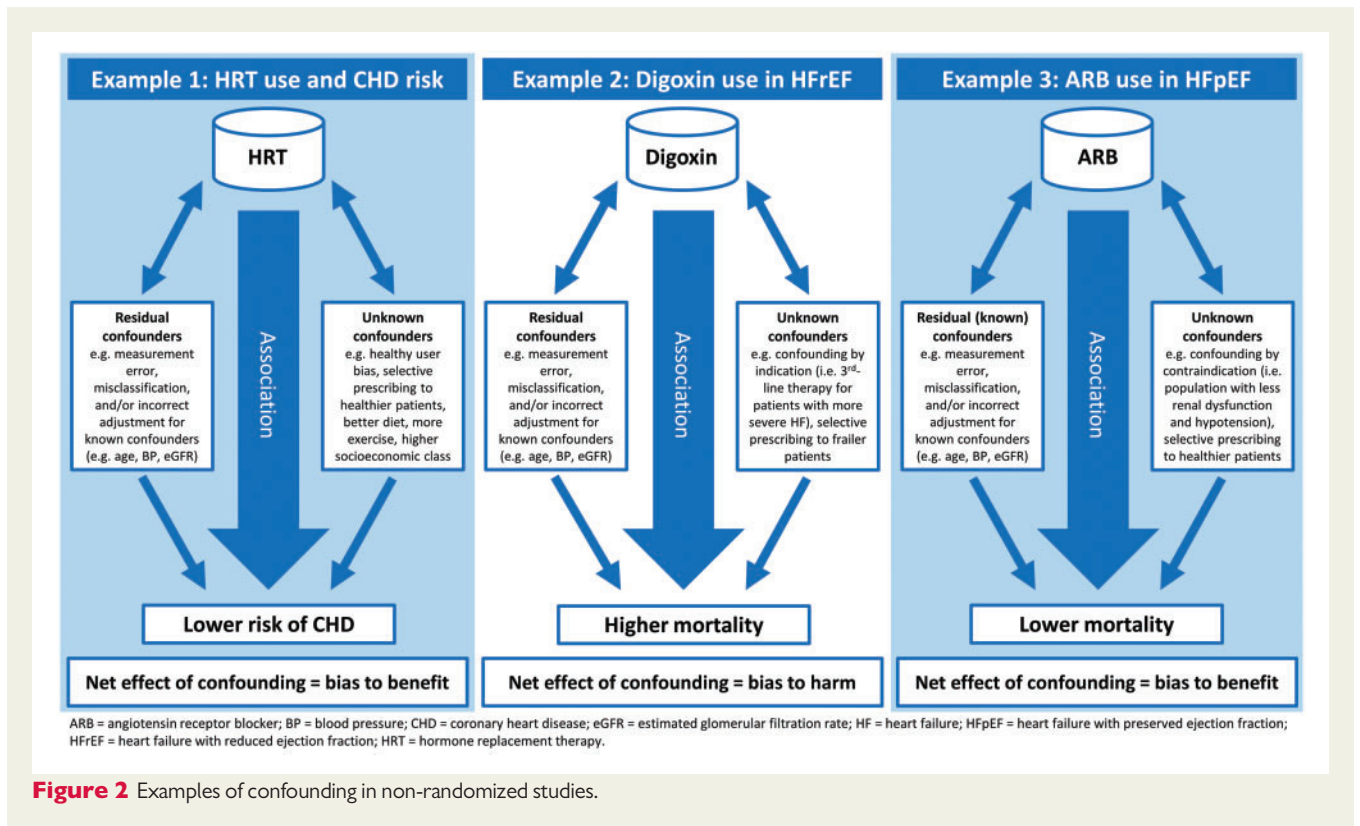 Example 1: HRT use and CHD risk
HRT
Residual
confounders
e.g. measurement
error,
misclassification,
and/or incorrect
adjustment for
known confounders
(e.g. age, BP, eGFR)
Association
Unknown
confounders
e.g. healthy user
bias, selective
prescribing to
healthier patients,
better diet, more
exercise, higher
socioeconomic class
Lower risk of CHD
Net effect of confounding = bias to benefit
Example 2: Digoxin use in HFrEF
Digoxin
Residual
confounders
e.g. measurement
error,
misclassification,
and/or incorrect
adjustment for
known confounders
(e.g. age, BP, eGFR)
Association
Unknown
confounders
e.g. confounding by
indication (i.e. 3rd-
line therapy for
patients with more
severe HF), selective
prescribing to frailer
patients
Higher mortality
Net effect of confounding = bias to harm
Example 3: ARB use in HFpEF
ARB
Residual (known)
confounders
e.g. measurement
error,
misclassification,
and/or incorrect
adjustment for
known confounders
(e.g. age, BP, eGFR)
Association
Unknown
confounders
e.g. confounding by
contraindication (i.e.
population with less
renal dysfunction
and hypotension),
selective prescribing
to healthier patients
Lower mortality
Net effect of confounding = bias to benefit
ARB = angiotensin receptor blocker; BP = blood pressure; CHD = coronary heart disease; eGFR = estimated glomerular filtration rate; HF = heart failure; HFpEF = heart failure with preserved ejection fraction;
HFrEF = heart failure with reduced ejection fraction; HRT = hormone replacement therapy.
Figure 2 Examples of confounding in non-randomized studies.